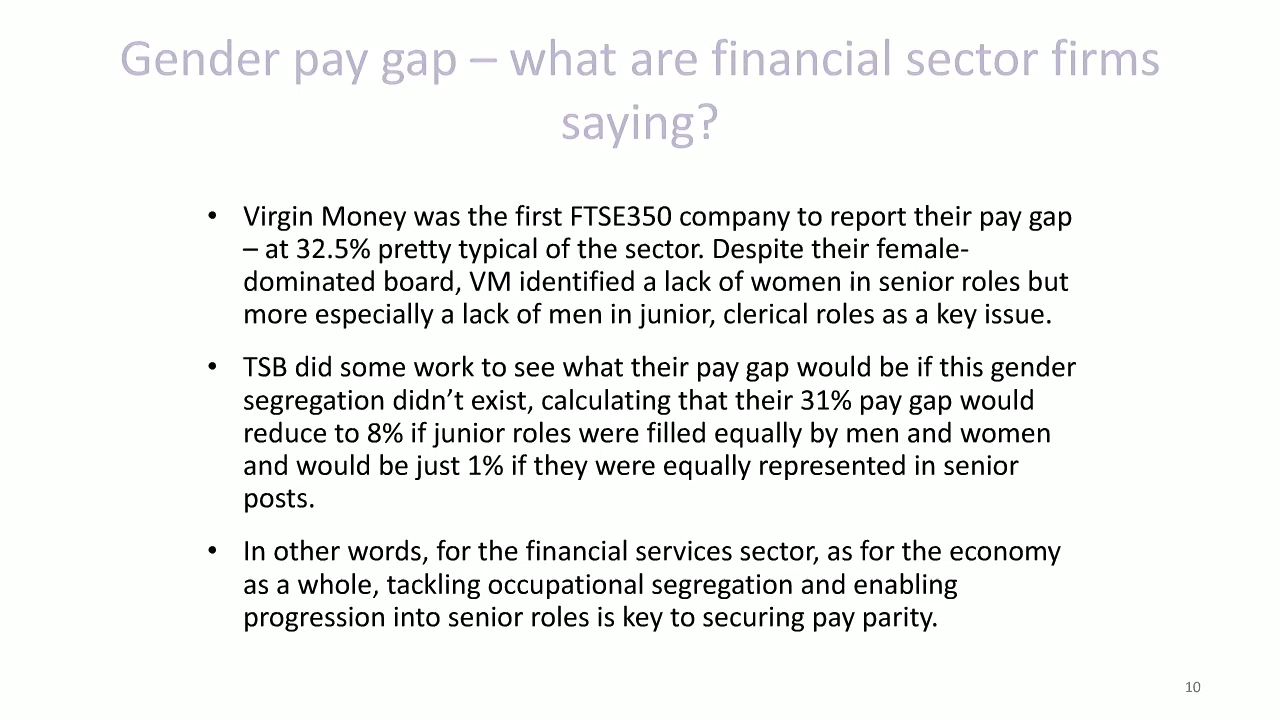 Gender pay gap – what are financial sector firms
saying?
• Virgin Money was the first FTSE350 company to report their pay gap
– at 32.5% pretty typical of the sector. Despite their female-
dominated board, VM identified a lack of women in senior roles but
more especially a lack of men in junior, clerical roles as a key issue.
• TSB did some work to see what their pay gap would be if this gender
segregation didn’t exist, calculating that their 31% pay gap would
reduce to 8% if junior roles were filled equally by men and women
and would be just 1% if they were equally represented in senior
posts.
• In other words, for the financial services sector, as for the economy
as a whole, tackling occupational segregation and enabling
progression into senior roles is key to securing pay parity.
10